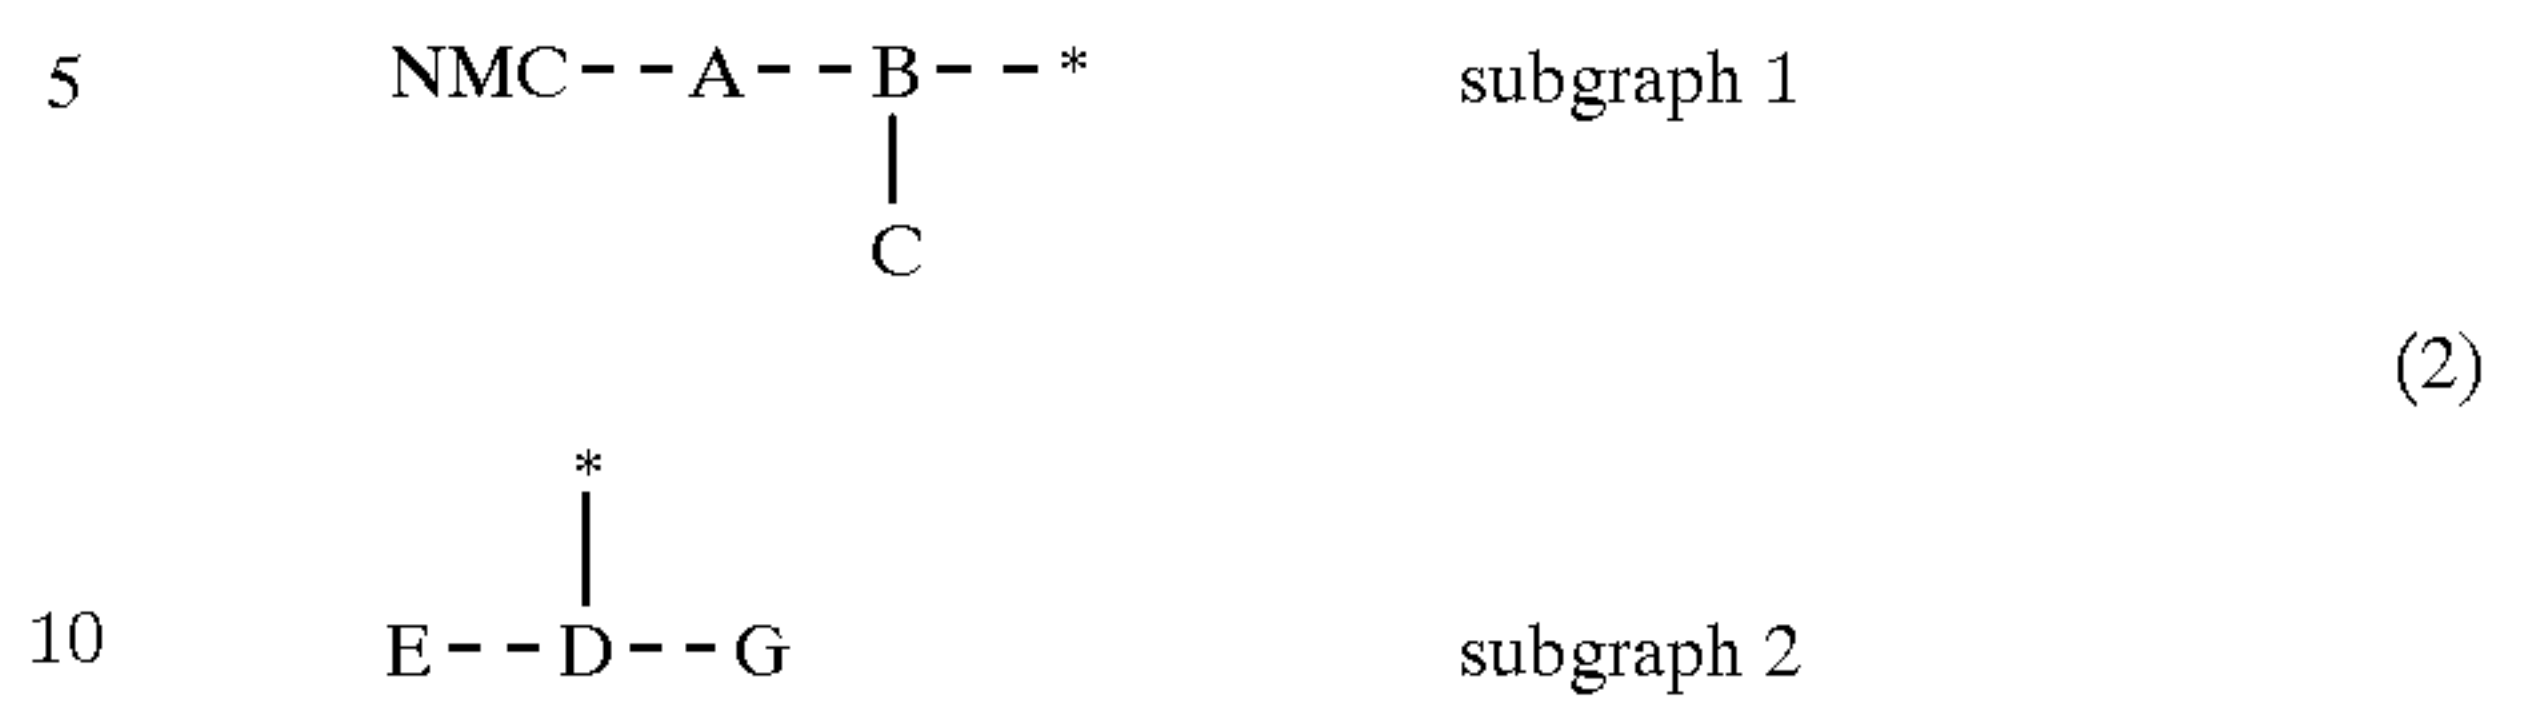 5 NMC--A--B--* subgraph 1
|
C
(2)
*
|
10 E--D--G subgraph 2